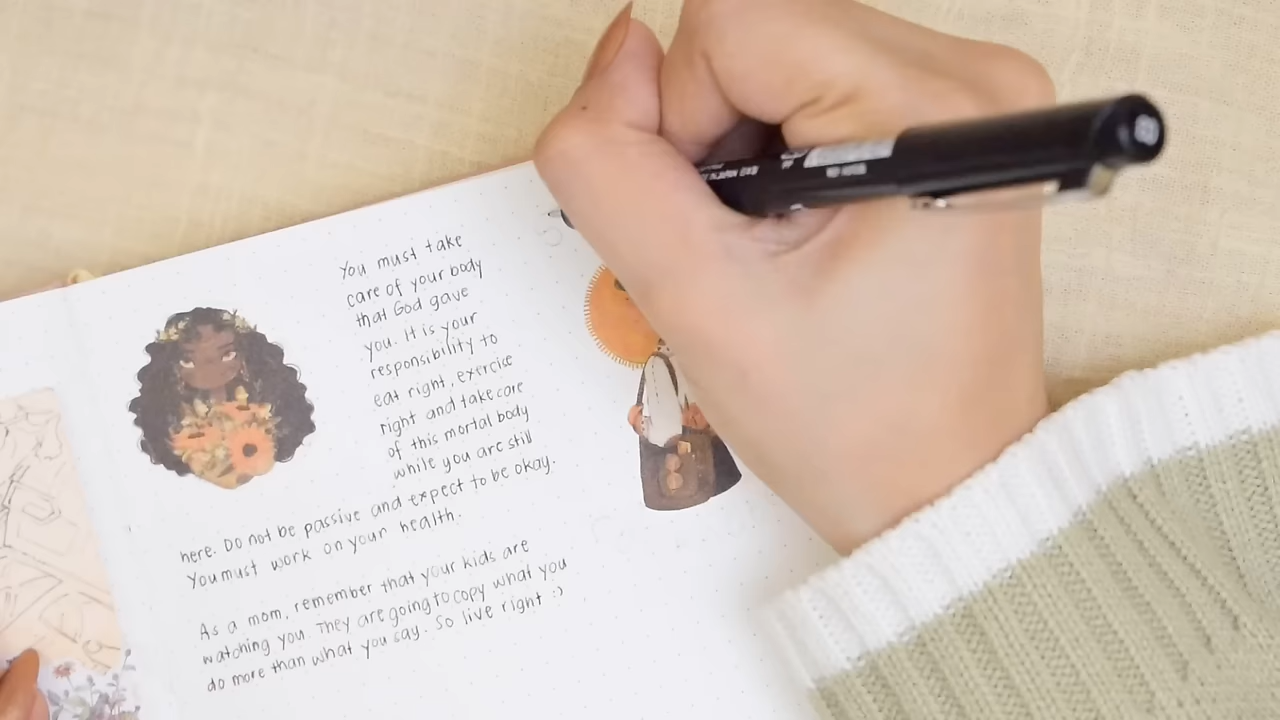 You must take
care of your body
that God gave
you. It is your
responsibility to
eat right, exercise
right and take care
of this mortal body
while you are still
here. Do not be passive and expect to be okay.
You must work on your health.
As a mom, remember that your kids are
watching you. They are going to copy what you
do more than what you say. So live right :)